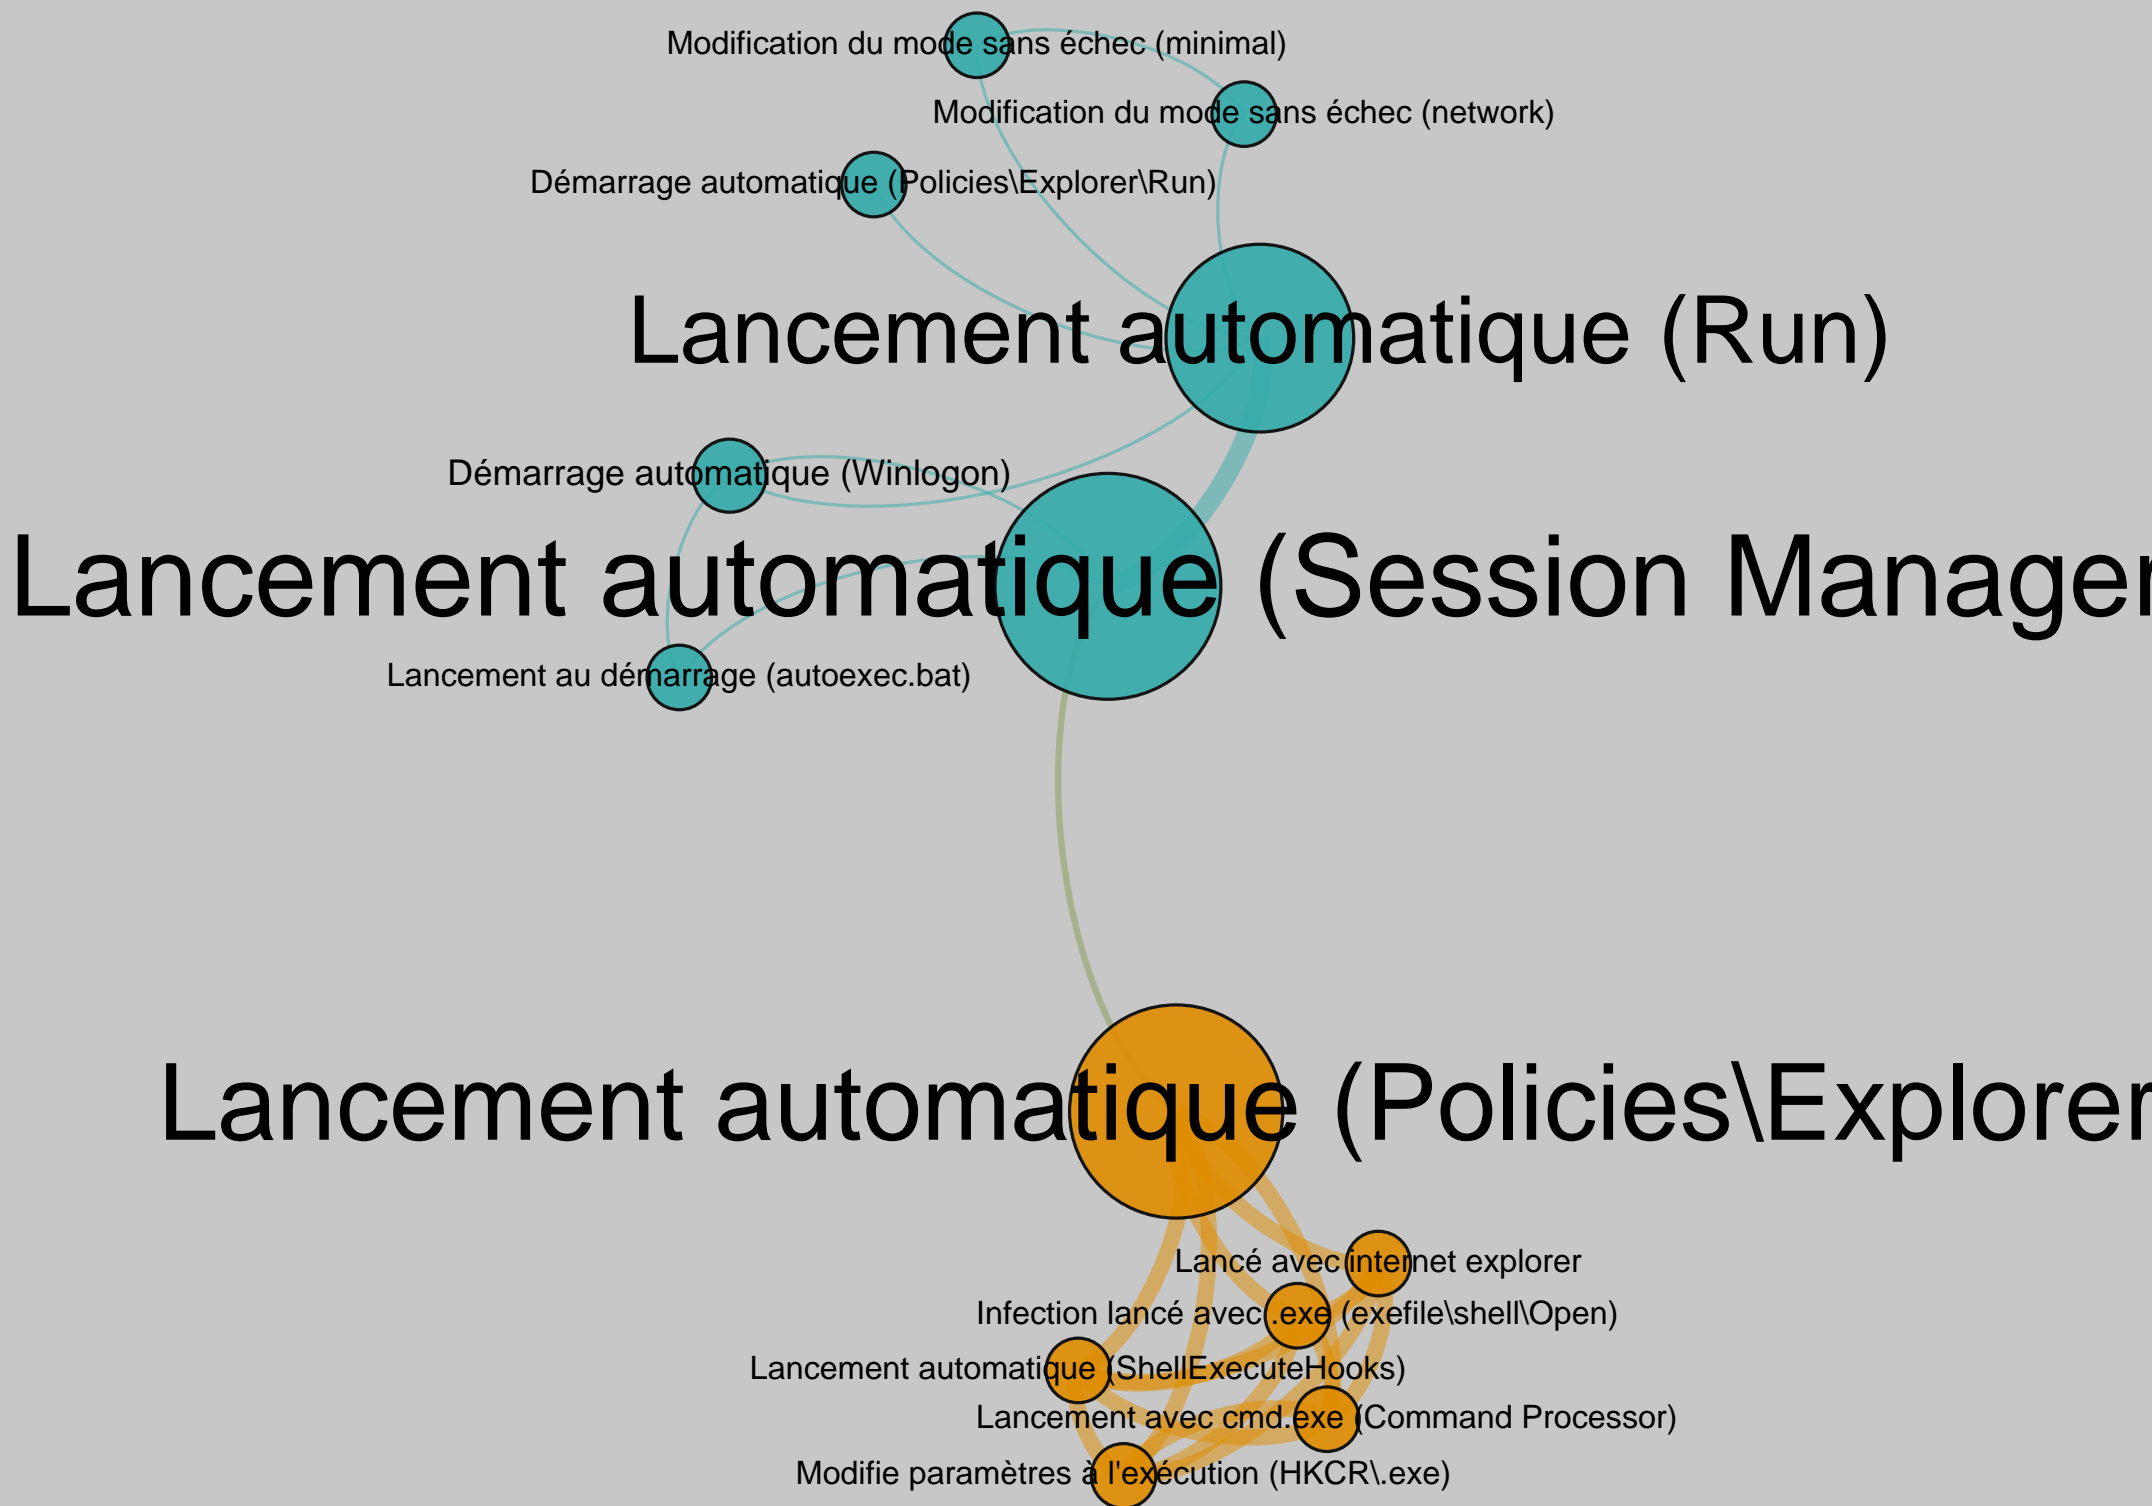 Modification du mode sans échec (minimal)
Modification du mode sans échec (network)
Démarrage automatique (Policies\Explorer\Run)
Lancement automatique (Run)
Démarrage automatique (Winlogon)
Lancement automatique (Session Manager
Lancement au démarrage (autoexec.bat)
Lancement automatique (Policies\Explorer
Lancé avec internet explorer
Infection lancé avec .exe (exefile\shell\Open)
Lancement automatique (ShellExecuteHooks)
Lancement avec cmd.exe (Command Processor)
Modifie paramètres à l'exécution (HKCR\.exe)